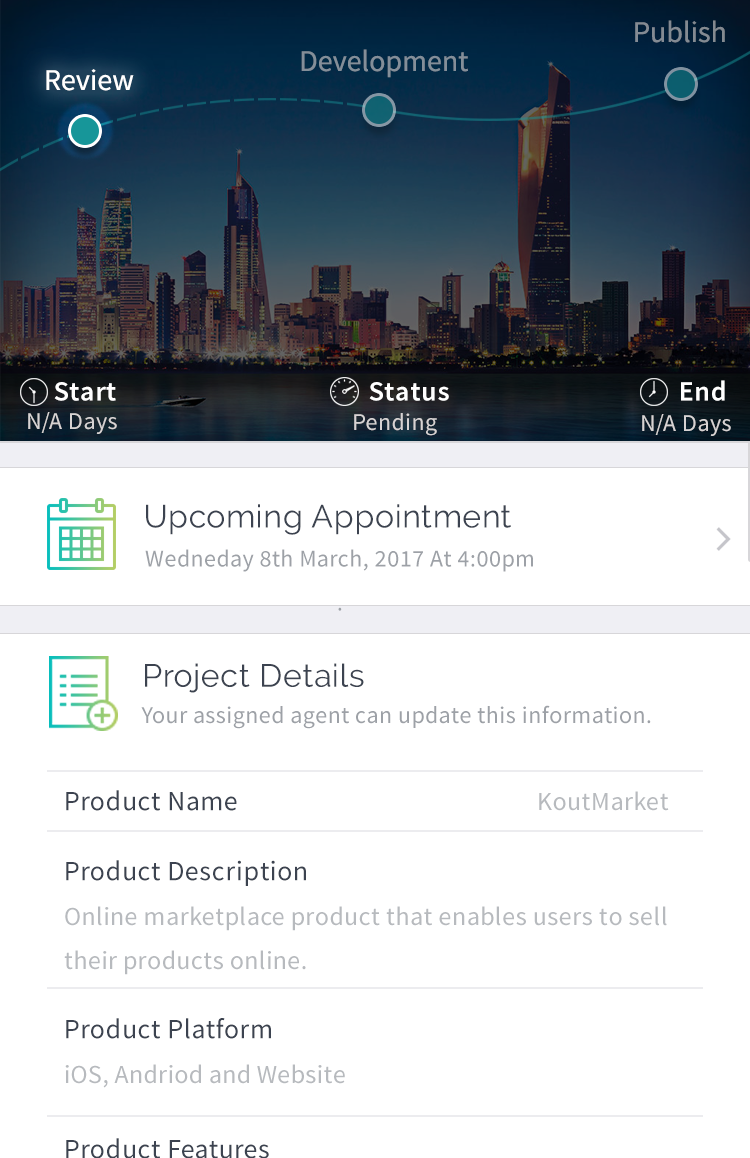 Publish
Development
Review
Start
Status
End
N/A Days
Pending
N/A Days
Upcoming Appointment
Wedneday 8th March, 2017 At 4:00pm
Project Details
Your assigned agent can update this information.
Product Name
KoutMarket
Product Description
Online marketplace product that enables users to sell
their products online.
Product Platform
iOS, Andriod and Website
Product Features